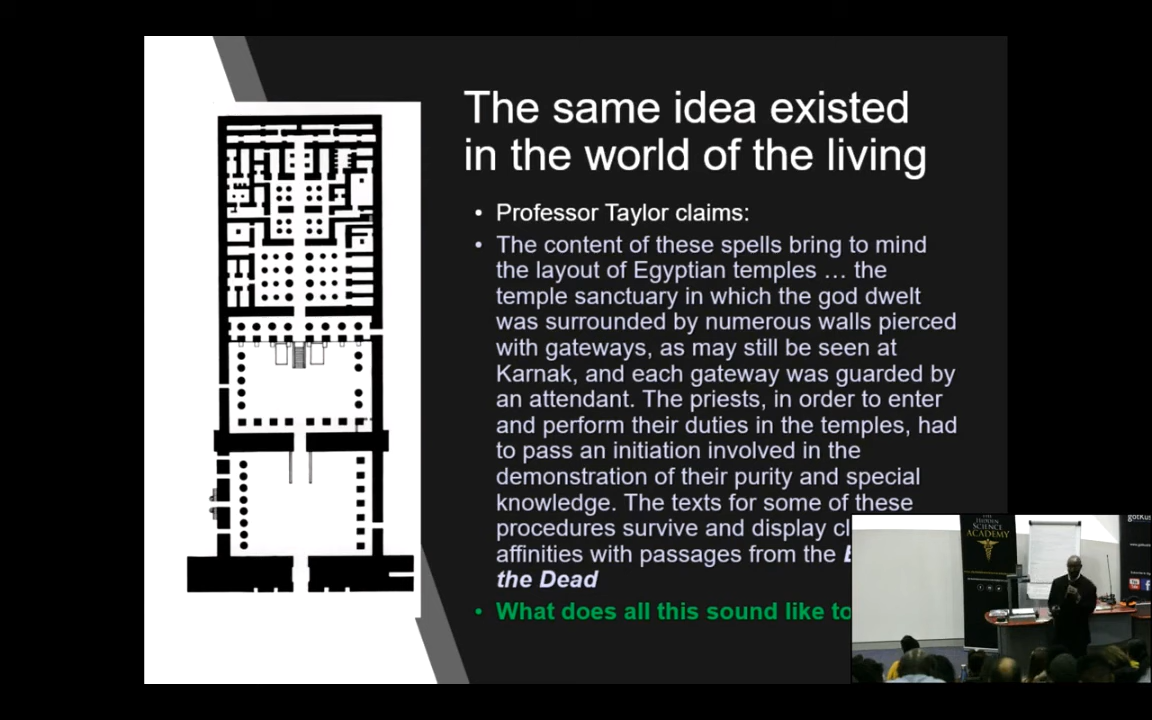 The same idea existed
in the world of the living
• Professor Taylor claims:
• The content of these spells bring to mind
the layout of Egyptian temples … the
temple sanctuary in which the god dwelt
was surrounded by numerous walls pierced
with gateways, as may still be seen at
Karnak, and each gateway was guarded by
an attendant. The priests, in order to enter
and perform their duties in the temples, had
to pass an initiation involved in the
demonstration of their purity and special
knowledge. The texts for some of these
procedures survive and display cl
affinities with passages from the
the Dead
• What does all this sound like to
THE
HIDDEN
SCIENCE
ACADEMY